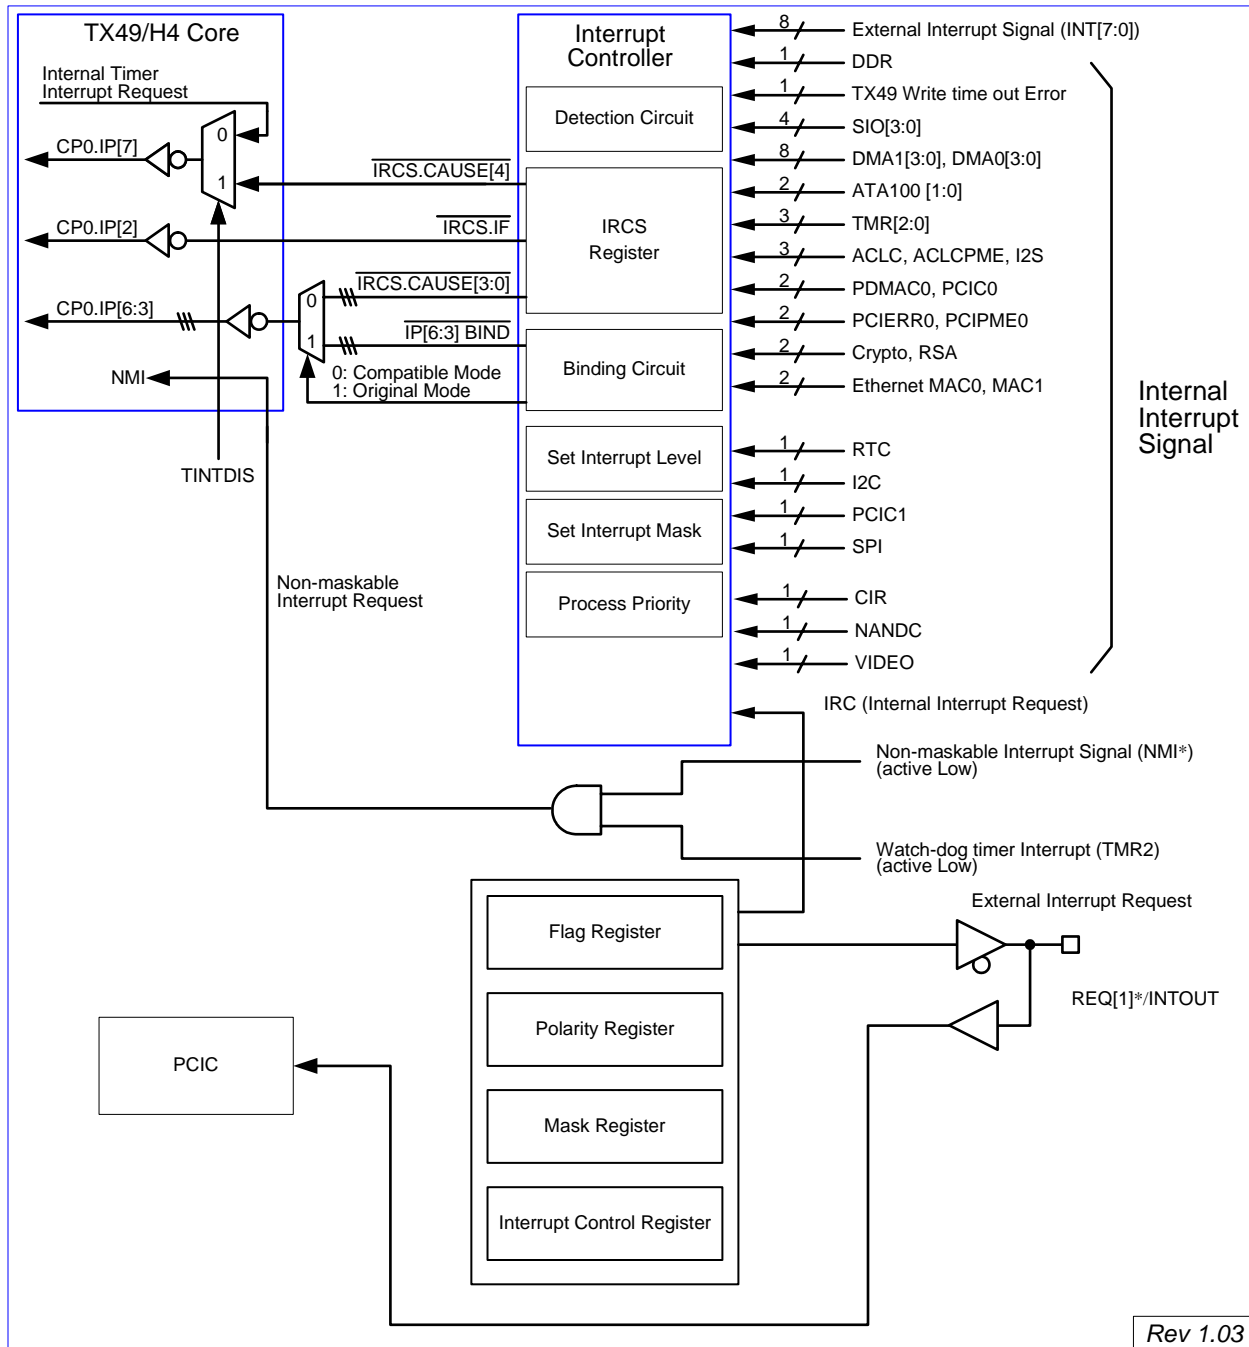 TX49/H4 Core
Internal Timer
Interrupt Request
0
1
CP0.IP[7]
CP0.IP[2]
CP0.IP[6:3]
NMI
TINTDIS
IRCS.CAUSE[4]
IRCS.IF
IRCS.CAUSE[3:0]
IP[6:3] BIND
0
1
0: Compatible Mode
1: Original Mode
Non-maskable
Interrupt Request
Interrupt
Controller
Detection Circuit
IRCS
Register
Binding Circuit
Set Interrupt Level
Set Interrupt Mask
Process Priority
8 External Interrupt Signal (INT[7:0])
1 DDR
1 TX49 Write time out Error
4 SIO[3:0]
8 DMA1[3:0], DMA0[3:0]
2 ATA100 [1:0]
3 TMR[2:0]
3 ACLC, ACLCPME, I2S
2 PDMAC0, PCIC0
2 PCIERR0, PCIPME0
2 Crypto, RSA
2 Ethernet MAC0, MAC1
1 RTC
1 I2C
1 PCIC1
1 SPI
1 CIR
1 NANDC
1 VIDEO
Internal
Interrupt
Signal
IRC (Internal Interrupt Request)
Non-maskable Interrupt Signal (NMI*)
(active Low)
Watch-dog timer Interrupt (TMR2)
(active Low)
External Interrupt Request
REQ[1]*/INTOUT
Flag Register
Polarity Register
Mask Register
Interrupt Control Register
PCIC
Rev 1.03